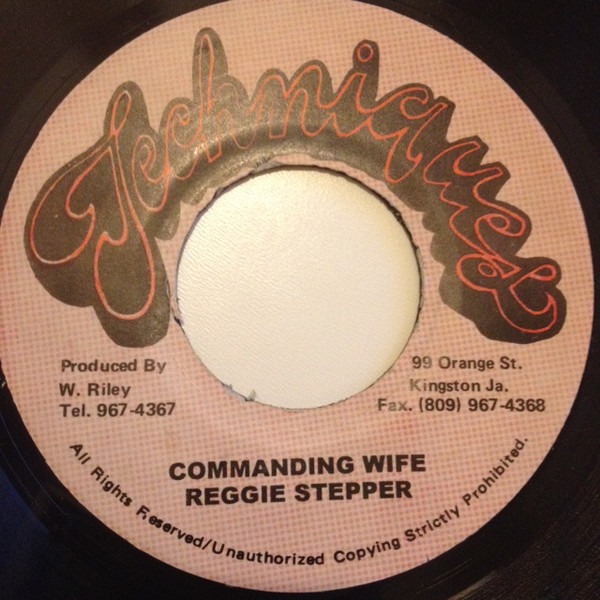 Techniques
Produced By
W. Riley
Tel. 967-4367
99 Orange St.
Kingston Ja.
Fax. (809) 967-4368
COMMANDING WIFE
REGGIE STEPPER
All Rights Reserved/Unauthorized Copying Strictly Prohibited.